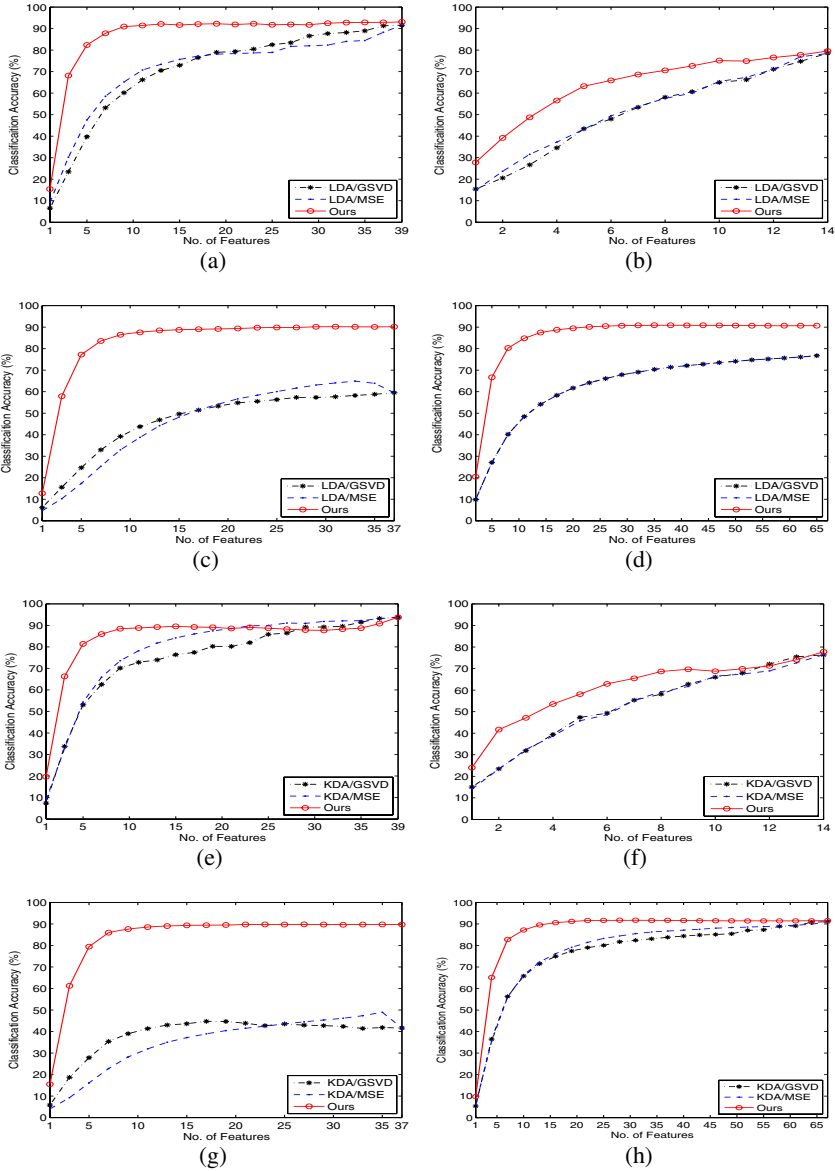 100
90
80
70
60
50
40
30
20
10
0
Classificaition Accuracy (%)
LDA/GSVD
LDA/MSE
Ours
1 5 10 15 20 25 30 35 39
No. of Features
(a)
100
90
80
70
60
50
40
30
20
10
0
Classificaition Accuracy (%)
LDA/GSVD
LDA/MSE
Ours
2 4 6 8 10 12 14
No. of Features
(b)
100
90
80
70
60
50
40
30
20
10
0
Classificaition Accuracy (%)
LDA/GSVD
LDA/MSE
Ours
1 5 10 15 20 25 30 35 37
No. of Features
(c)
100
90
80
70
60
50
40
30
20
10
0
Classificaition Accuracy (%)
LDA/GSVD
LDA/MSE
Ours
5 10 15 20 25 30 35 40 45 50 55 60 65
No. of Features
(d)
100
90
80
70
60
50
40
30
20
10
0
Classification Accuracy (%)
KDA/GSVD
KDA/MSE
Ours
1 5 10 15 20 25 30 35 39
No. of Features
(e)
100
90
80
70
60
50
40
30
20
10
0
Classification Accuracy (%)
KDA/GSVD
KDA/MSE
Ours
2 4 6 8 10 12 14
No. of Features
(f)
100
90
80
70
60
50
40
30
20
10
0
Classification Accuracy (%)
KDA/GSVD
KDA/MSE
Ours
1 5 10 15 20 25 30 35 37
No. of Features
(g)
100
90
80
70
60
50
40
30
20
10
0
Classification Accuracy (%)
KDA/GSVD
KDA/MSE
Ours
1 5 10 15 20 25 30 35 40 45 50 55 60 67
No. of Features
(h)